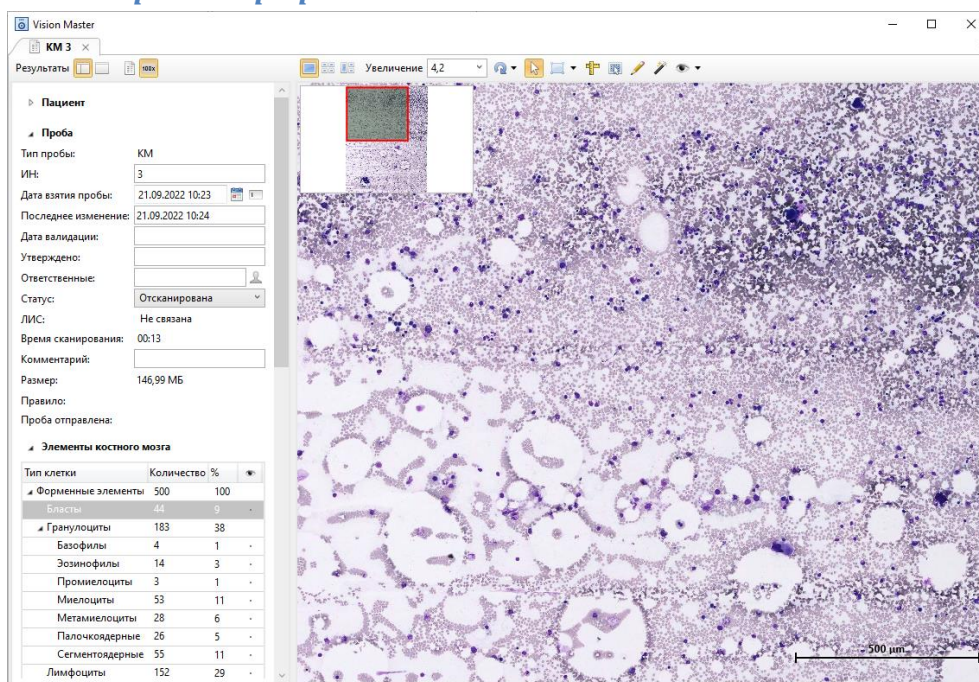 Vision Master
КМ 3
Результаты 100x Увеличение 4,2
Пациент
Проба
Тип пробы: КМ
ИН: 3
Дата взятия пробы: 21.09.2022 10:23
Последнее изменение: 21.09.2022 10:24
Дата валидации:
Утверждено:
Ответственные:
Статус: Отсканирована
ЛИС: Не связана
Время сканирования: 00:13
Комментарий:
Размер: 146,99 МБ
Правило:
Проба отправлена:
Элементы костного мозга
Тип клетки Количество %
Форменные элементы 500 100
Бласты 44 9
Гранулоциты 183 38
Базофилы 4 1
Эозинофилы 14 3
Промиелоциты 3 1
Миелоциты 53 11
Метамиелоциты 28 6
Палочкоядерные 26 5
Сегментоядерные 55 11
Лимфоциты 152 29
500 µm